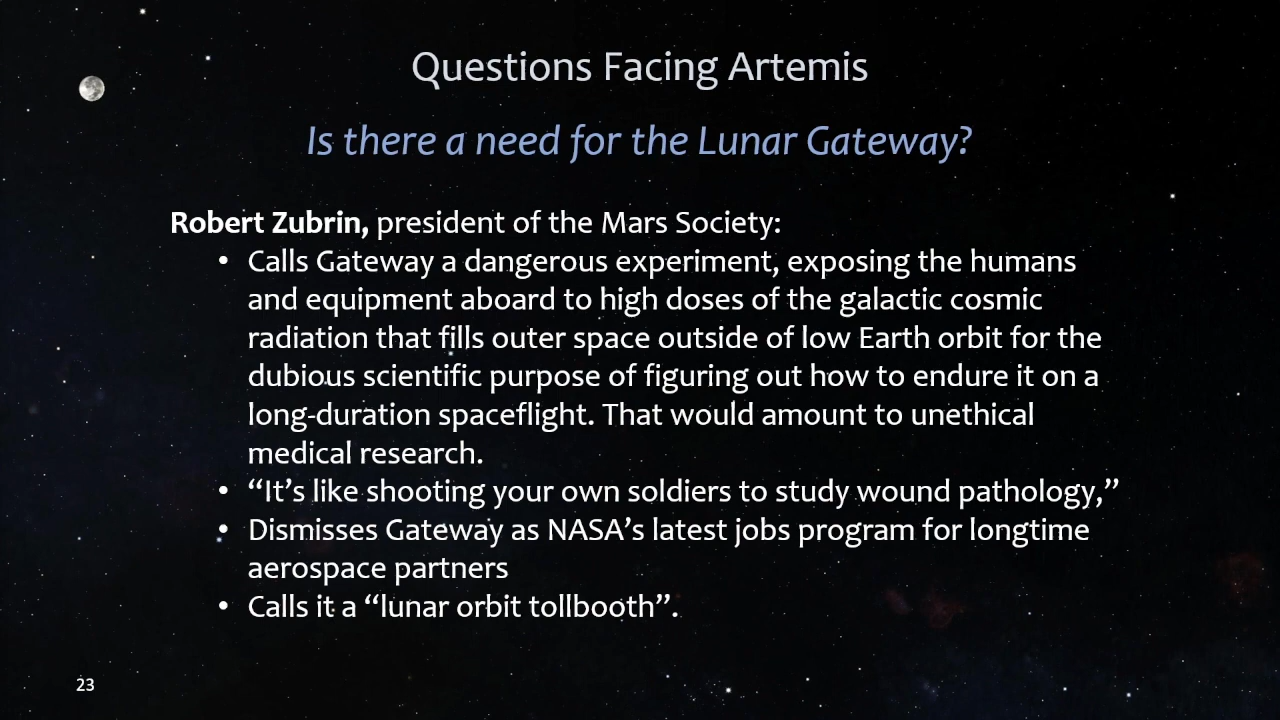 Questions Facing Artemis
Is there a need for the Lunar Gateway?
Robert Zubrin, president of the Mars Society:
• Calls Gateway a dangerous experiment, exposing the humans
and equipment aboard to high doses of the galactic cosmic
radiation that fills outer space outside of low Earth orbit for the
dubious scientific purpose of figuring out how to endure it on a
long-duration spaceflight. That would amount to unethical
medical research.
• “It’s like shooting your own soldiers to study wound pathology,”
• Dismisses Gateway as NASA’s latest jobs program for longtime
aerospace partners
• Calls it a “lunar orbit tollbooth”.
23